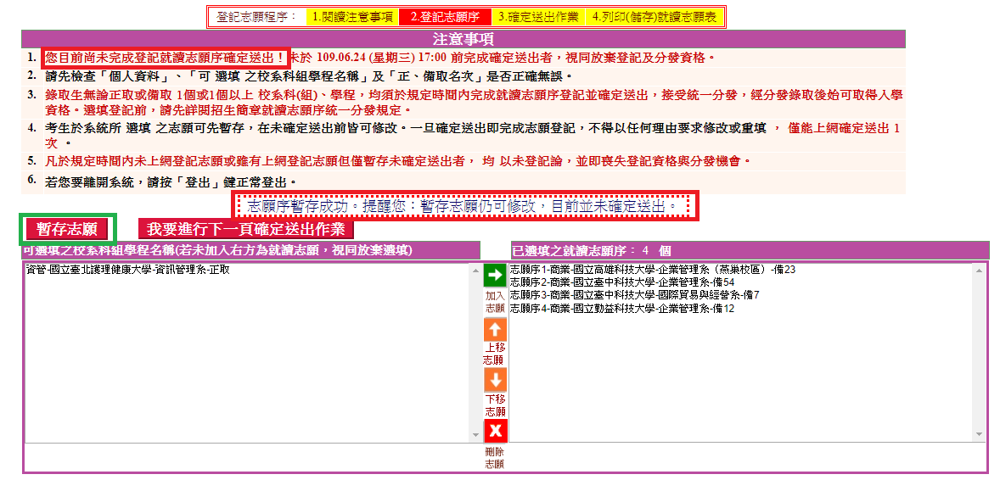 登記志願程序： 1.閱讀注意事項 2.登記志願序 3.確定送出作業 4.列印(儲存)就讀志願表
注意事項
1. 您目前尚未完成登記就讀志願序確定送出！未於 109.06.24 (星期三) 17:00 前完成確定送出者，視同放棄登記及分發資格。
2. 請先檢查「個人資料」、「可 選填 之校系科組學程名稱」及「正、備取名次」是否正確無誤。
3. 錄取生無論正取或備取 1個或1個以上 校系科(組)、學程，均須於規定時間內完成就讀志願序登記並確定送出，接受統一分發，經分發錄取後始可取得入學
資格。選填登記前，請先詳閱招生簡章就讀志願序統一分發規定。
4. 考生於系統所 選填 之志願可先暫存，在未確定送出前皆可修改。一旦確定送出即完成志願登記，不得以任何理由要求修改或重填 ， 僅能上網確定送出 1
次 。
5. 凡於規定時間內未上網登記志願或雖有上網登記志願但僅暫存未確定送出者， 均 以未登記論，並即喪失登記資格與分發機會。
6. 若您要離開系統，請按「登出」鍵正常登出。
志願序暫存成功。提醒您：暫存志願仍可修改，目前並未確定送出。
暫存志願 我要進行下一頁確定送出作業
可選填之校系科組學程名稱(若未加入右方為就讀志願，視同放棄選填)
已選填之就讀志願序： 4 個
資管-國立臺北護理健康大學-資訊管理系-正取
加入
志願
上移
志願
下移
志願
刪除
志願
志願序1-商業-國立高雄科技大學-企業管理系（燕巢校區）-備23
志願序2-商業-國立臺中科技大學-企業管理系-備54
志願序3-商業-國立臺中科技大學-國際貿易與經營系-備7
志願序4-商業-國立勤益科技大學-企業管理系-備12